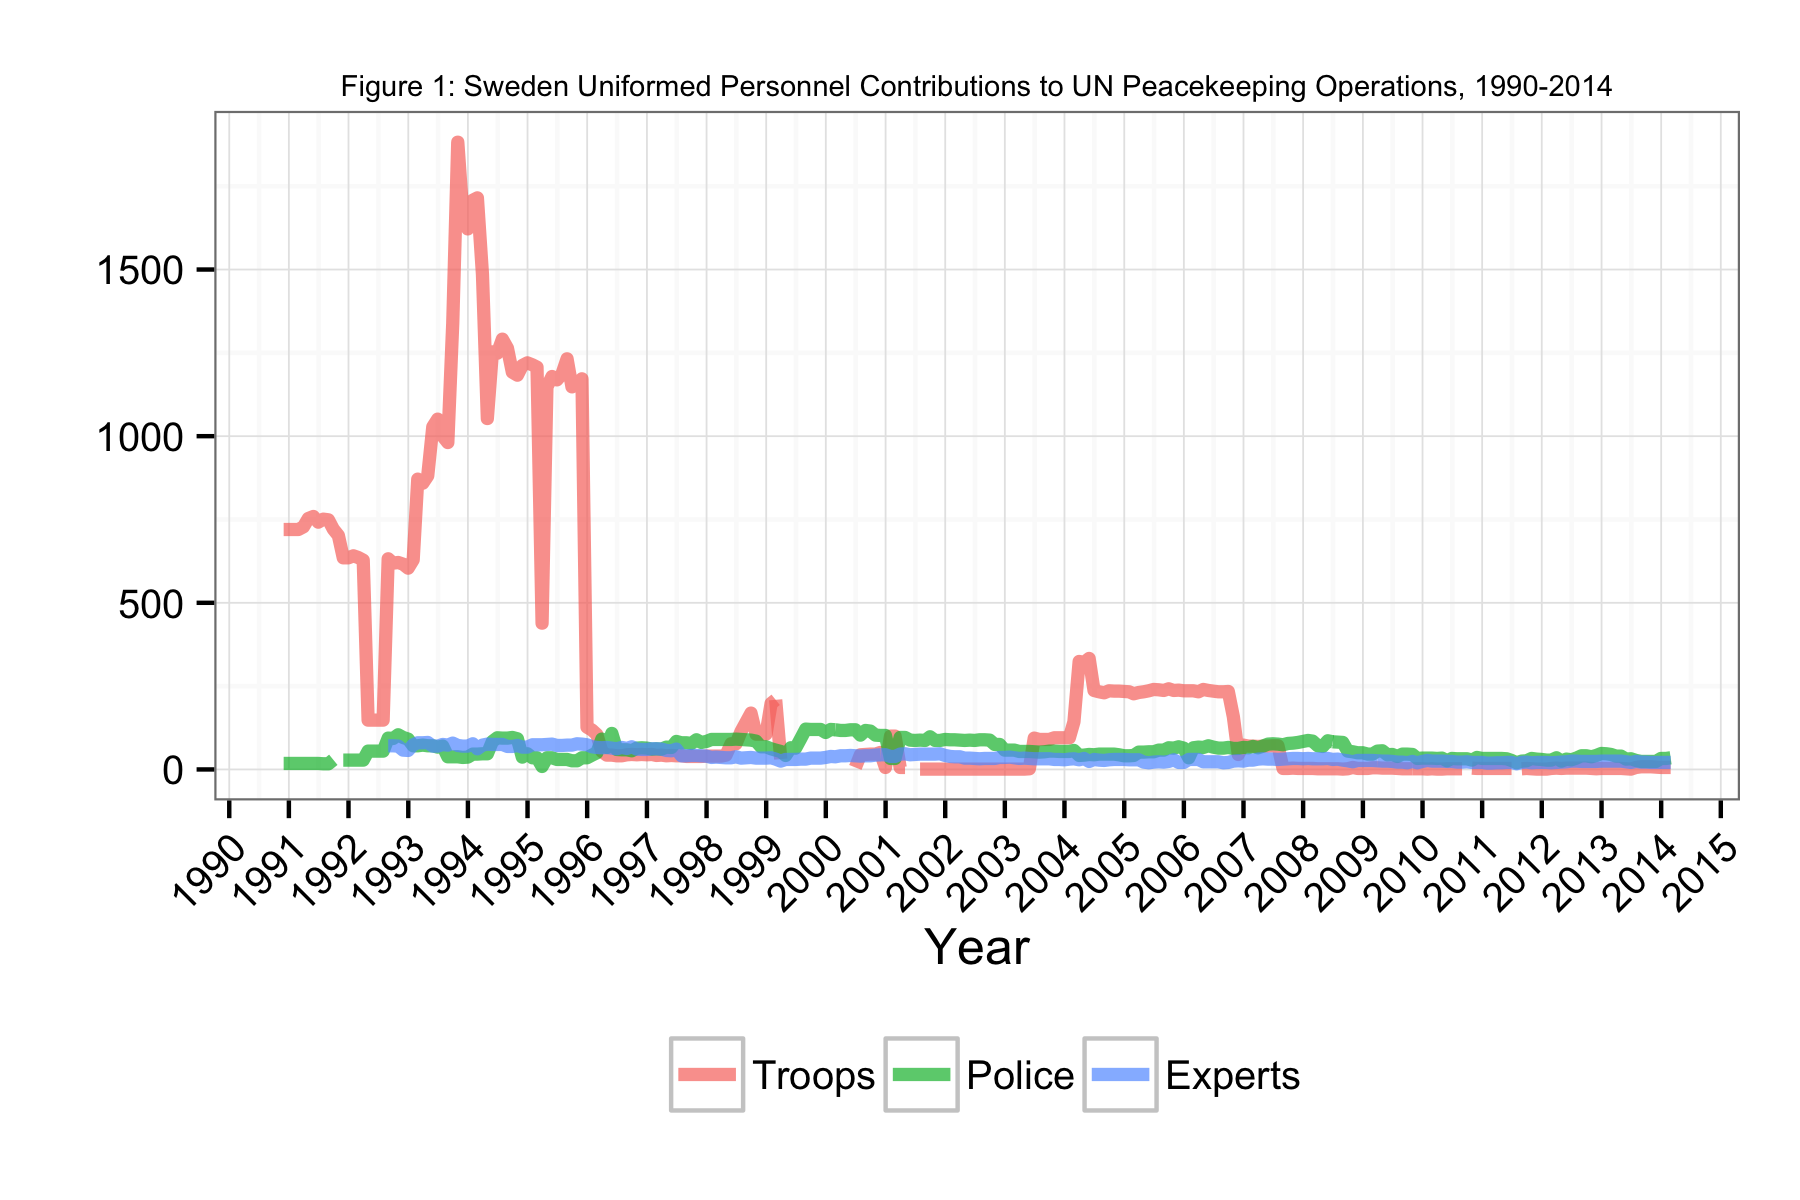 Figure 1: Sweden Uniformed Personnel Contributions to UN Peacekeeping Operations, 1990-2014
1500
1000
500
0
1990 1991 1992 1993 1994 1995 1996 1997 1998 1999 2000 2001 2002 2003 2004 2005 2006 2007 2008 2009 2010 2011 2012 2013 2014 2015
Year
Troops Police Experts